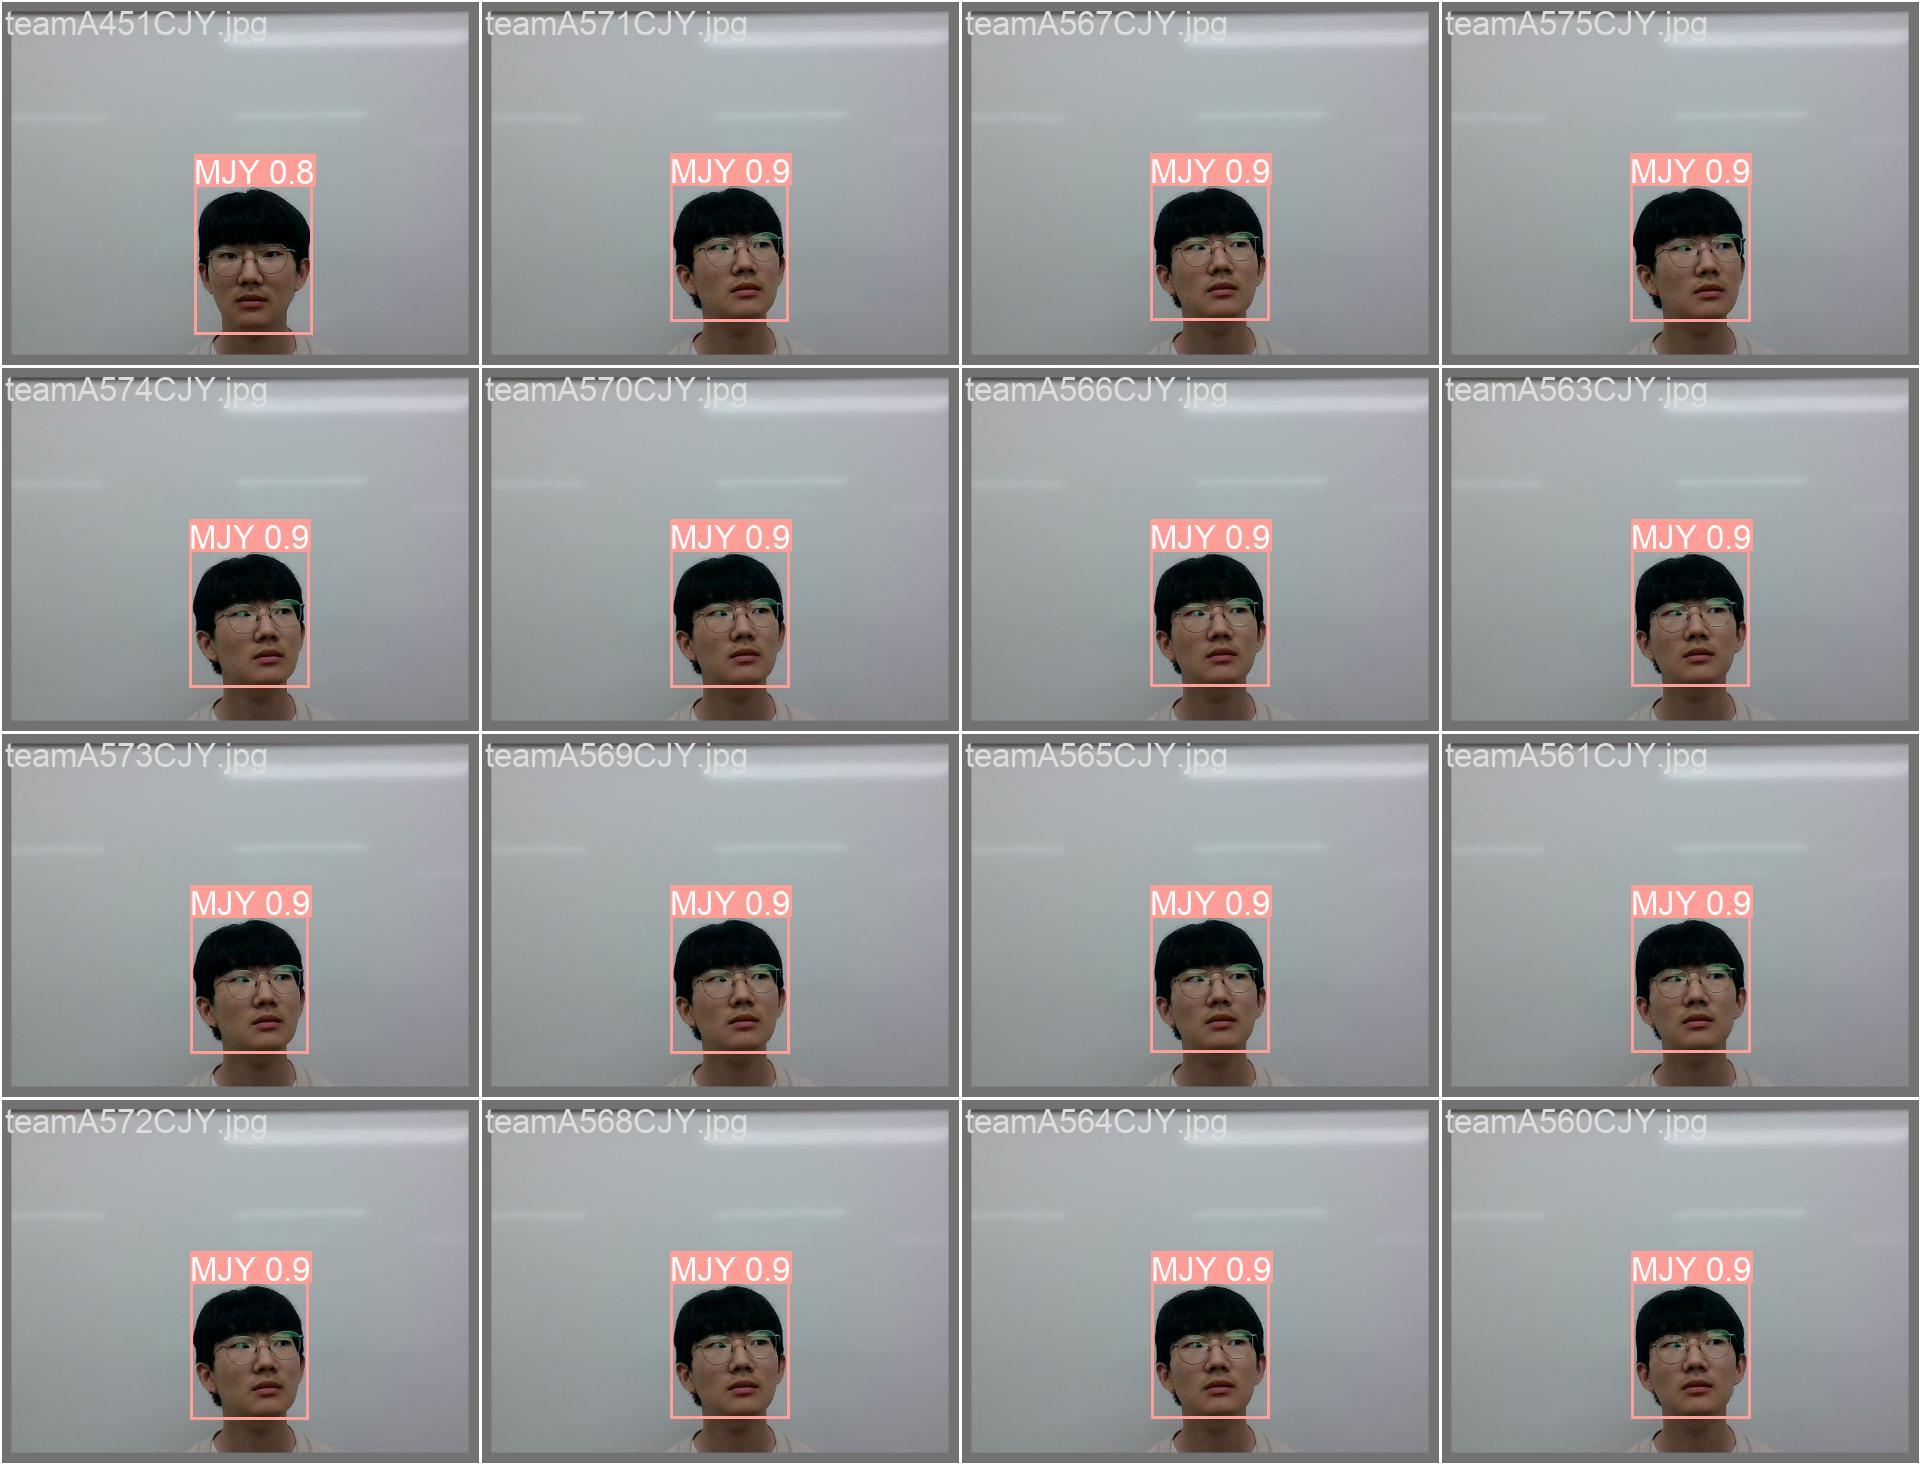 teamA451CJY.jpg
MJY 0.8
teamA571CJY.jpg
MJY 0.9
teamA567CJY.jpg
MJY 0.9
teamA575CJY.jpg
MJY 0.9
teamA574CJY.jpg
MJY 0.9
teamA570CJY.jpg
MJY 0.9
teamA566CJY.jpg
MJY 0.9
teamA563CJY.jpg
MJY 0.9
teamA573CJY.jpg
MJY 0.9
teamA569CJY.jpg
MJY 0.9
teamA565CJY.jpg
MJY 0.9
teamA561CJY.jpg
MJY 0.9
teamA572CJY.jpg
MJY 0.9
teamA568CJY.jpg
MJY 0.9
teamA564CJY.jpg
MJY 0.9
teamA560CJY.jpg
MJY 0.9